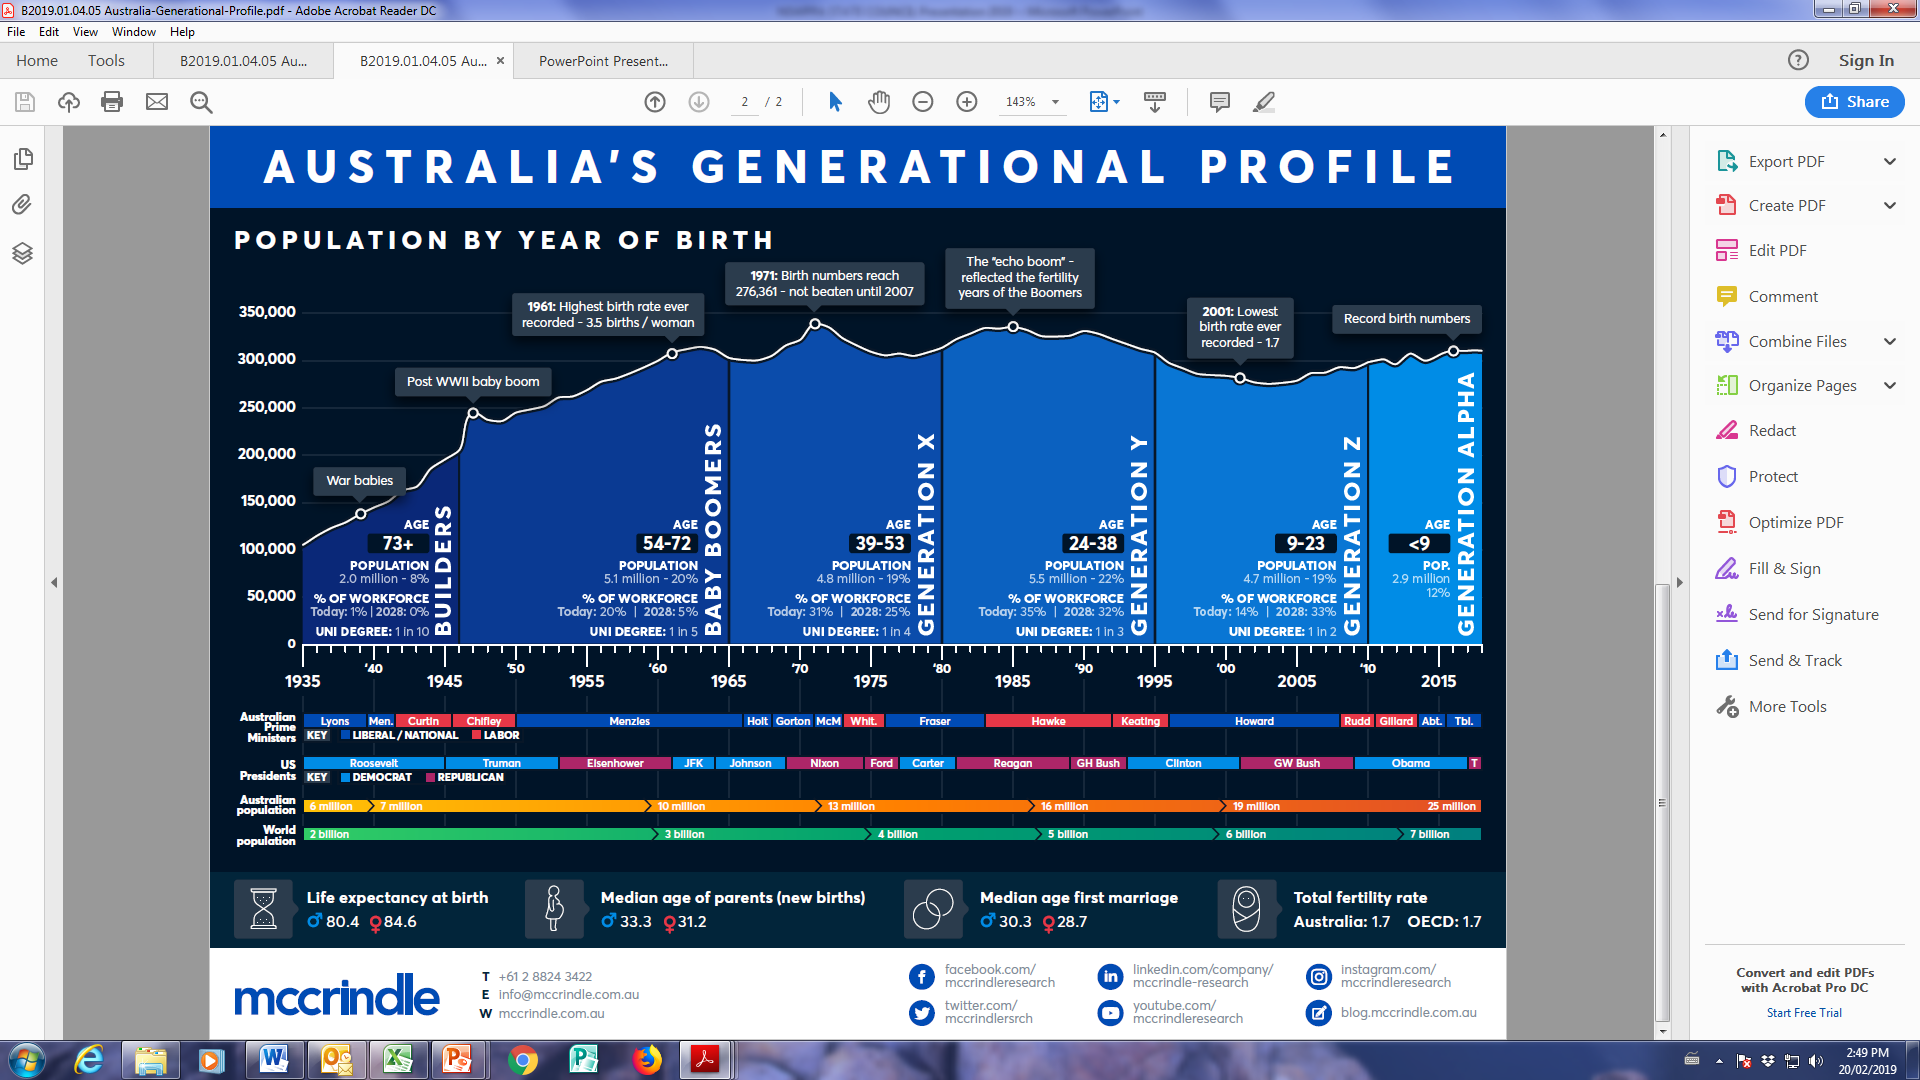 B2019.01.04.05 Australia-Generational-Profile.pdf - Adobe Acrobat Reader DC
File Edit View Window Help
Home Tools B2019.01.04.05 Au... B2019.01.04.05 Au... × PowerPoint Present... Sign In
2 / 2 143% Share
AUSTRALIA'S GENERATIONAL PROFILE
POPULATION BY YEAR OF BIRTH
350,000
300,000
250,000
200,000
150,000
100,000
50,000
0
War babies
Post WWII baby boom
1961: Highest birth rate ever
recorded - 3.5 births / woman
1971: Birth numbers reach
276,361 - not beaten until 2007
The "echo boom" -
reflected the fertility
years of the Boomers
2001: Lowest
birth rate ever
recorded - 1.7
Record birth numbers
AGE
73+
POPULATION
2.0 million - 8%
% OF WORKFORCE
Today: 1% | 2028: 0%
UNI DEGREE: 1 in 10
BUILDERS
AGE
54-72
POPULATION
5.1 million - 20%
% OF WORKFORCE
Today: 20% | 2028: 5%
UNI DEGREE: 1 in 5
BABY BOOMERS
AGE
39-53
POPULATION
4.8 million - 19%
% OF WORKFORCE
Today: 31% | 2028: 25%
UNI DEGREE: 1 in 4
GENERATION X
AGE
24-38
POPULATION
5.5 million - 22%
% OF WORKFORCE
Today: 35% | 2028: 32%
UNI DEGREE: 1 in 3
GENERATION Y
AGE
9-23
POPULATION
4.7 million - 19%
% OF WORKFORCE
Today: 14% | 2028: 33%
UNI DEGREE: 1 in 2
GENERATION Z
AGE
<9
POP.
2.9 million
12%
GENERATION ALPHA
'40 '50 '60 '70 '80 '90 '00 '10
1935 1945 1955 1965 1975 1985 1995 2005 2015
Australian
Prime
Ministers
Lyons Men. Curtin Chifley Menzies Holt Gorton McM Whit. Fraser Hawke Keating Howard Rudd Gillard Abt. Tbl.
KEY LIBERAL / NATIONAL LABOR
US
Presidents
Roosevelt Truman Eisenhower JFK Johnson Nixon Ford Carter Reagan GH Bush Clinton GW Bush Obama T
KEY DEMOCRAT REPUBLICAN
Australian
population
6 million 7 million 10 million 13 million 16 million 19 million 25 million
World
population
2 billion 3 billion 4 billion 5 billion 6 billion 7 billion
Life expectancy at birth
♂80.4 ♀84.6
Median age of parents (new births)
♂33.3 ♀31.2
Median age first marriage
♂30.3 ♀28.7
Total fertility rate
Australia: 1.7 OECD: 1.7
mccrindle
T +61 2 8824 3422
E info@mccrindle.com.au
W mccrindle.com.au
facebook.com/
mccrindleresearch
twitter.com/
mccrindlersrch
linkedin.com/company/
mccrindle-research
youtube.com/
mccrindleresearch
instagram.com/
mccrindleresearch
blog.mccrindle.com.au
Export PDF
Create PDF
Edit PDF
Comment
Combine Files
Organize Pages
Redact
Protect
Optimize PDF
Fill & Sign
Send for Signature
Send & Track
More Tools
Convert and edit PDFs
with Acrobat Pro DC
Start Free Trial
2:49 PM
20/02/2019